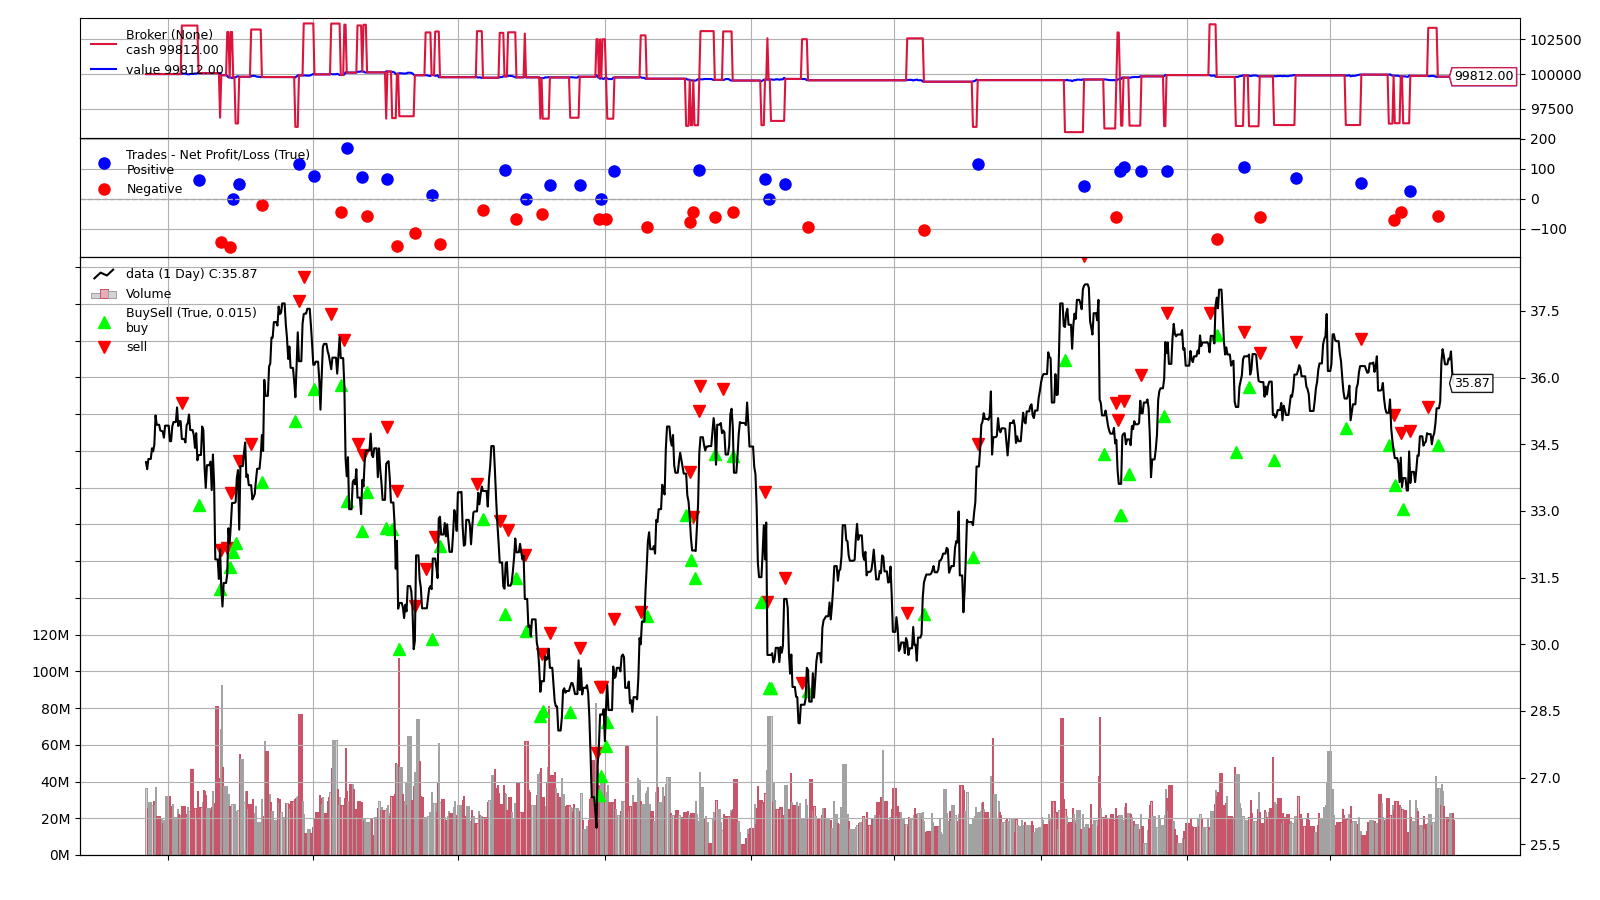 Broker (None)
cash 99812.00
value 99812.00
102500
100000
97500
99812.00
Trades - Net Profit/Loss (True)
Positive
Negative
200
100
0
−100
data (1 Day) C:35.87
Volume
BuySell (True, 0.015)
buy
sell
37.5
36.0
34.5
33.0
31.5
30.0
28.5
27.0
25.5
35.87
120M
100M
80M
60M
40M
20M
0M